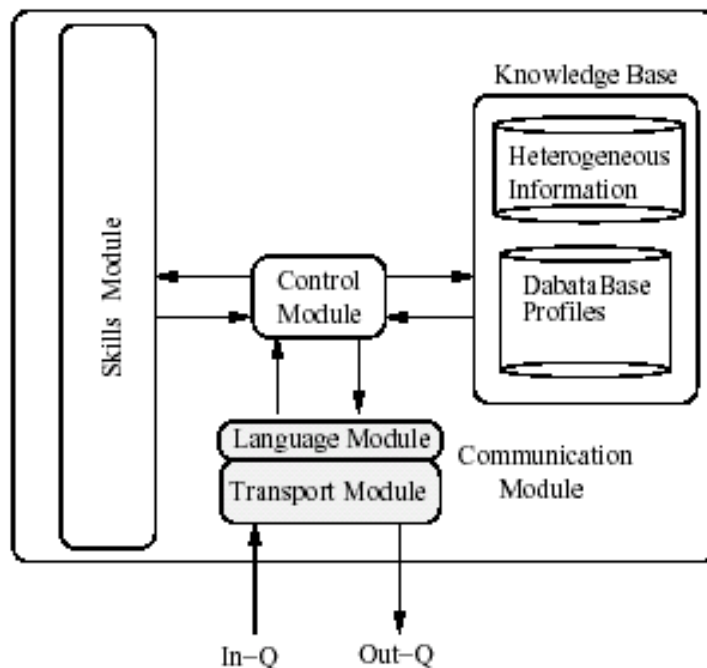 Knowledge Base
Heterogeneous
Information
DabataBase
Profiles
Skills Module
Control
Module
Language Module
Transport Module
Communication
Module
In-Q
Out-Q